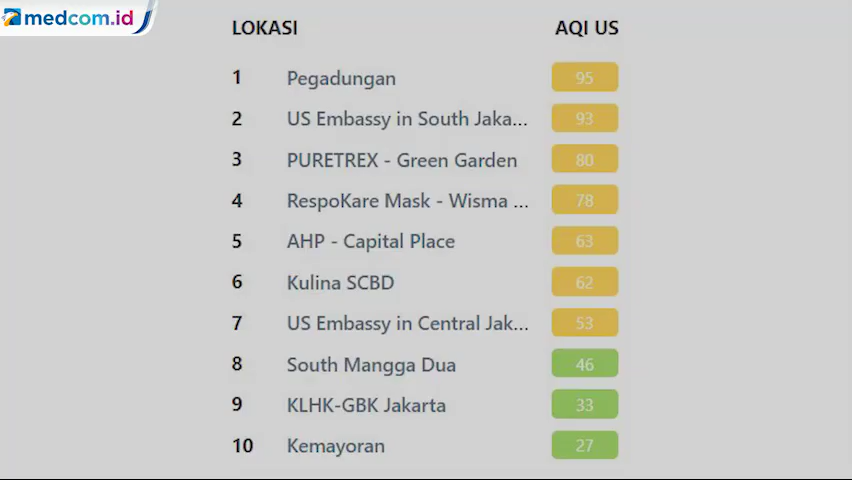 medcom.id
LOKASI AQI US
1 Pegadungan 95
2 US Embassy in South Jaka... 93
3 PURETREX - Green Garden 80
4 RespoKare Mask - Wisma ... 78
5 AHP - Capital Place 63
6 Kulina SCBD 62
7 US Embassy in Central Jak... 53
8 South Mangga Dua 46
9 KLHK-GBK Jakarta 33
10 Kemayoran 27